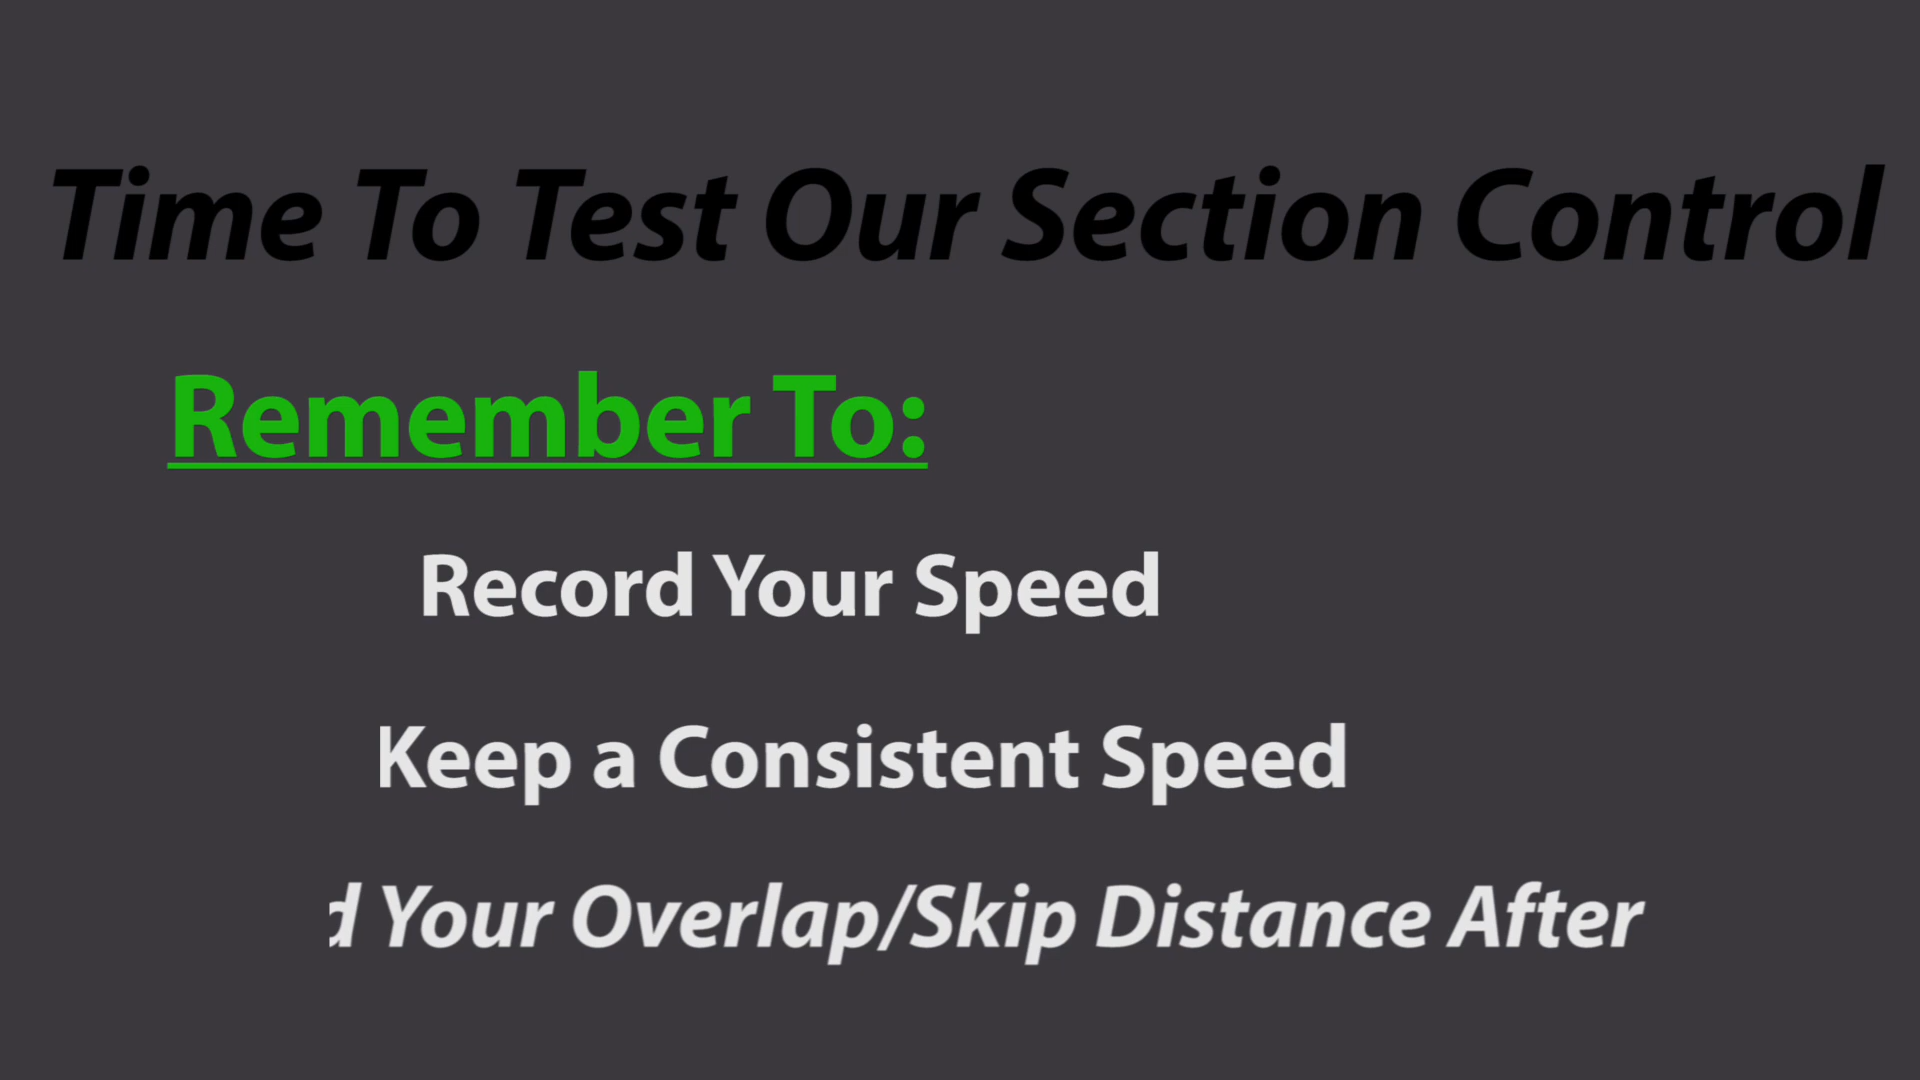 Time To Test Our Section Control
Remember To:
Record Your Speed
Keep a Consistent Speed
d Your Overlap/Skip Distance After